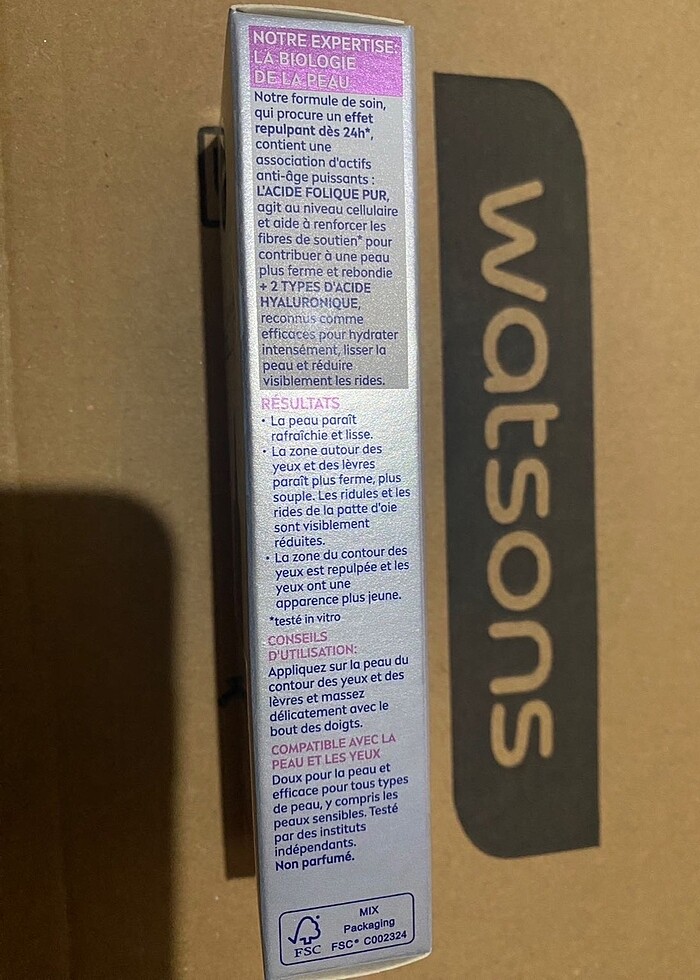 NOTRE EXPERTISE:
LA BIOLOGIE
DE LA PEAU
Notre formule de soin,
qui procure un effet
repulpant dès 24h*,
contient une
association d'actifs
anti-âge puissants :
L'ACIDE FOLIQUE PUR,
agit au niveau cellulaire
et aide à renforcer les
fibres de soutien* pour
contribuer à une peau
plus ferme et rebondie
+ 2 TYPES D'ACIDE
HYALURONIQUE,
reconnus comme
efficaces pour hydrater
intensément, lisser la
peau et réduire
visiblement les rides.
RÉSULTATS
• La peau paraît
rafraîchie et lisse.
• La zone autour des
yeux et des lèvres
paraît plus ferme, plus
souple. Les ridules et les
rides de la patte d'oie
sont visiblement
réduites.
• La zone du contour des
yeux est repulpée et les
yeux ont une
apparence plus jeune.
*testé in vitro
CONSEILS
D'UTILISATION:
Appliquez sur la peau du
contour des yeux et des
lèvres et massez
délicatement avec le
bout des doigts.
COMPATIBLE AVEC LA
PEAU ET LES YEUX
Doux pour la peau et
efficace pour tous types
de peau, y compris les
peaux sensibles. Testé
par des instituts
indépendants.
Non parfumé.
FSC
MIX
Packaging
FSC® C002324
watsons